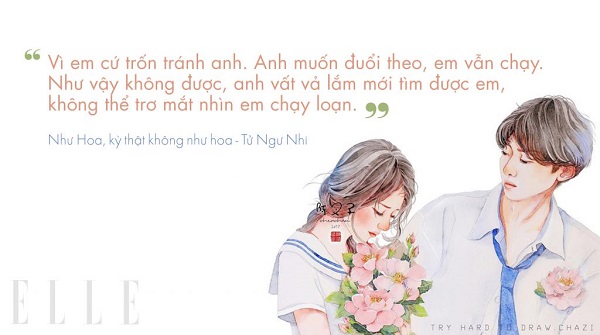 “ Vì em cứ trốn tránh anh. Anh muốn đuổi theo, em vẫn chạy.
Như vậy không được, anh vất vả lắm mới tìm được em,
không thể trơ mắt nhìn em chạy loạn. ”
Như Hoa, kỳ thật không như hoa - Tử Ngư Nhi
ELLE
TRY HARD TO DRAW.CHAZI